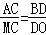 AC/MC = BD/DO